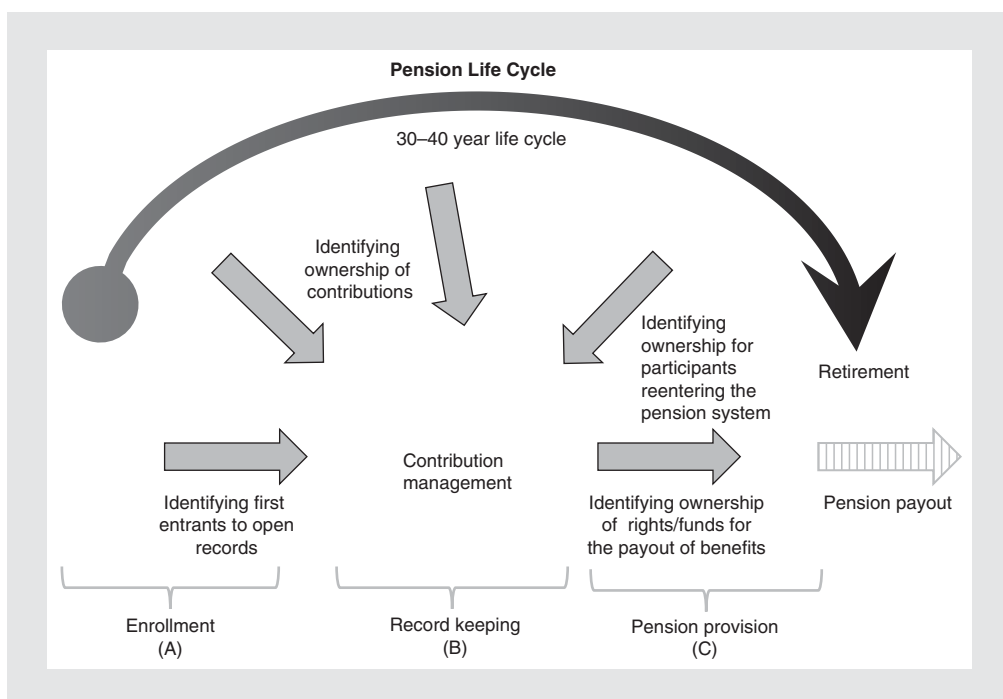 Pension Life Cycle
30–40 year life cycle
Identifying
ownership of
contributions
Identifying
ownership for
participants
reentering the
pension system
Retirement
Contribution
management
Identifying first
entrants to open
records
Identifying ownership
of rights/funds for
the payout of benefits
Pension payout
Enrollment
(A)
Record keeping
(B)
Pension provision
(C)